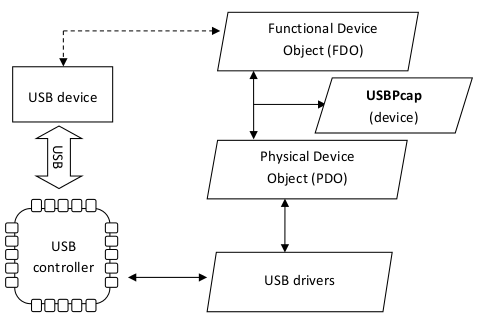 Functional Device
Object (FDO)
USB device
USBPcap
(device)
USB
Physical Device
Object (PDO)
USB
controller
USB drivers